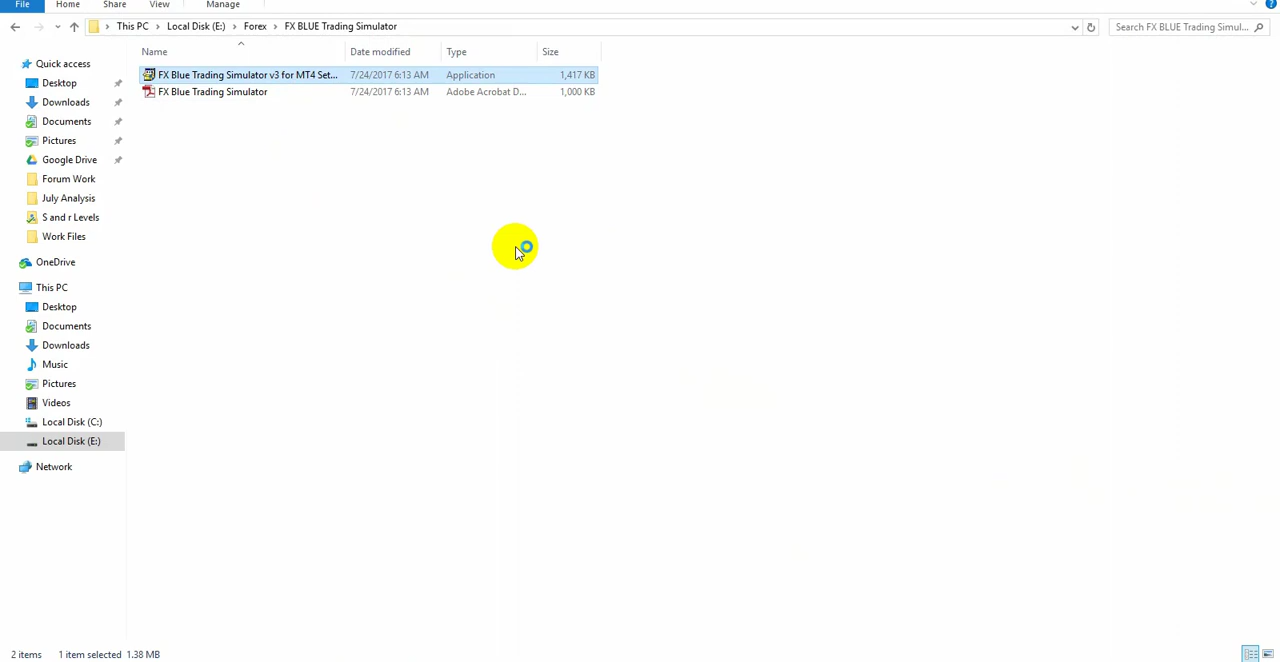 File Home Share View Manage
This PC Local Disk (E:) Forex FX BLUE Trading Simulator
Search FX BLUE Trading Simul...
Name Date modified Type Size
FX Blue Trading Simulator v3 for MT4 Set... 7/24/2017 6:13 AM Application 1,417 KB
FX Blue Trading Simulator 7/24/2017 6:13 AM Adobe Acrobat D... 1,000 KB
Quick access
Desktop
Downloads
Documents
Pictures
Google Drive
Forum Work
July Analysis
S and r Levels
Work Files
OneDrive
This PC
Desktop
Documents
Downloads
Music
Pictures
Videos
Local Disk (C:)
Local Disk (E:)
Network
2 items 1 item selected 1.38 MB